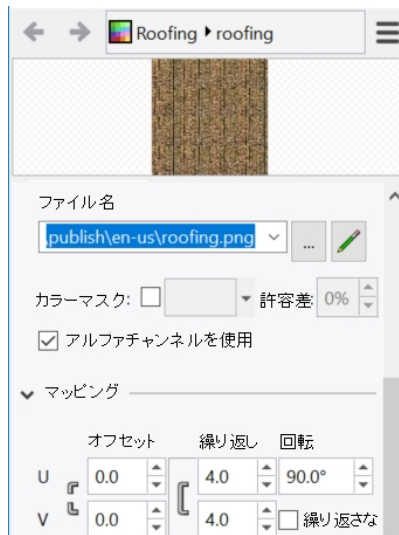 Roofing ▸ roofing
ファイル名
.publish\en-us\roofing.png ...
カラーマスク: 許容差: 0%
アルファチャンネルを使用
マッピング
オフセット 繰り返し 回転
U 0.0 4.0 90.0°
V 0.0 4.0 繰り返さな